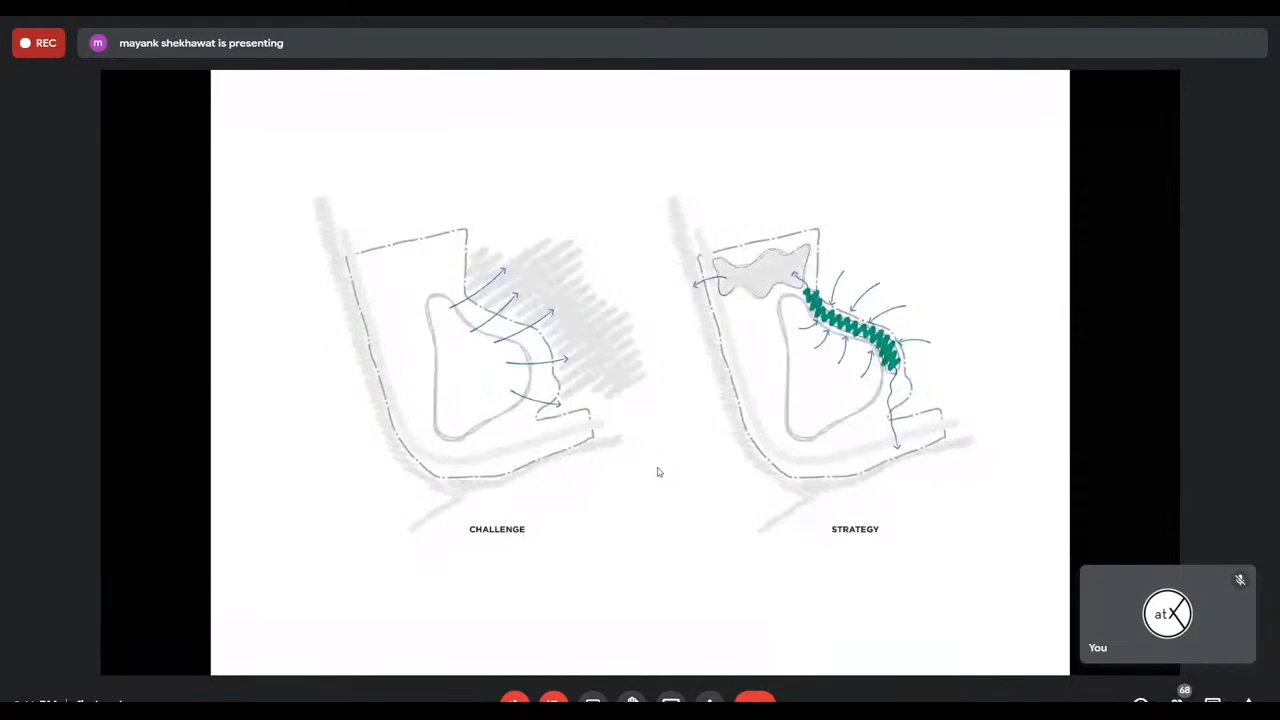 REC
m
mayank shekhawat is presenting
CHALLENGE
STRATEGY
atX
You
68